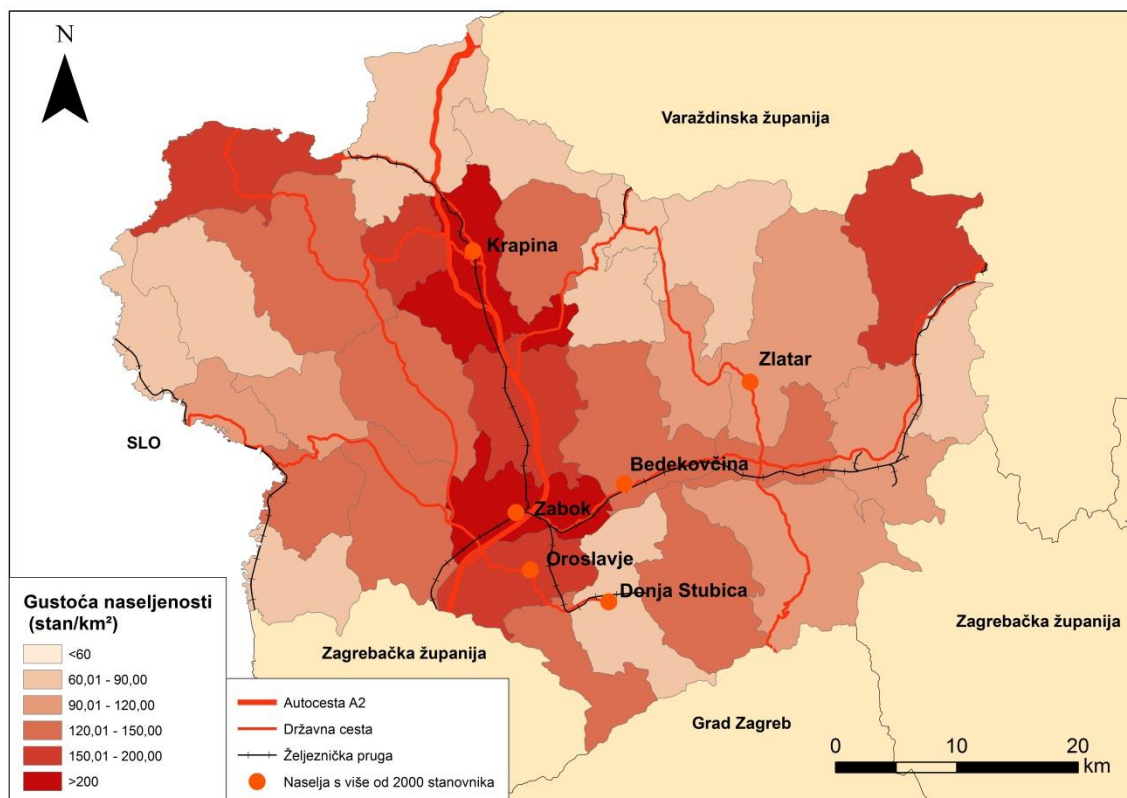 N
Varaždinska županija
Krapina
Zlatar
SLO
Bedekovčina
Zabok
Oroslavje
Donja Stubica
Zagrebačka županija
Zagrebačka županija
Grad Zagreb
Gustoća naseljenosti
(stan/km²)
<60
60,01 - 90,00
90,01 - 120,00
120,01 - 150,00
150,01 - 200,00
>200
Autocesta A2
Državna cesta
Željeznička pruga
Naselja s više od 2000 stanovnika
0 10 20
km